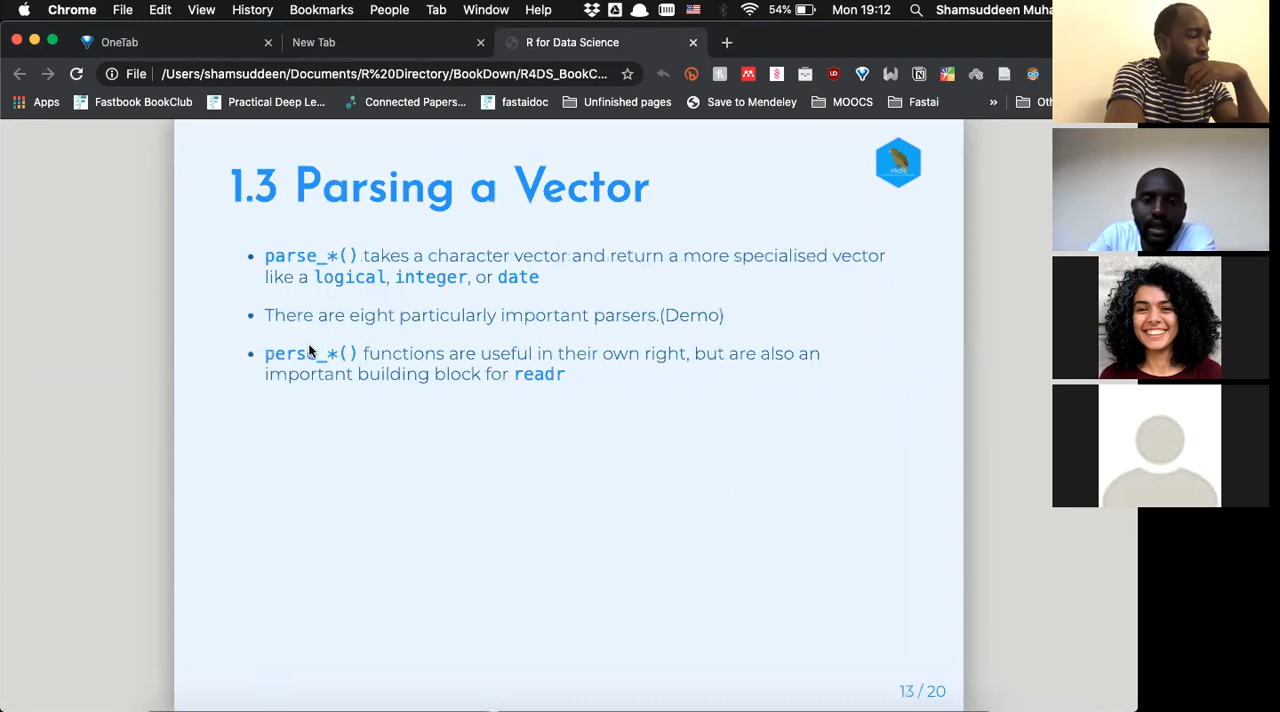 Chrome File Edit View History Bookmarks People Tab Window Help 54% Mon 19:12 Shamsuddeen Muha
OneTab New Tab R for Data Science
File /Users/shamsuddeen/Documents/R%20Directory/BookDown/R4DS_BookC...
Apps Fastbook BookClub Practical Deep Le... Connected Papers... fastaidoc Unfinished pages Save to Mendeley MOOCS Fastai » Oth
1.3 Parsing a Vector
parse_*() takes a character vector and return a more specialised vector
like a logical, integer, or date
There are eight particularly important parsers.(Demo)
perse_*() functions are useful in their own right, but are also an
important building block for readr
13 / 20